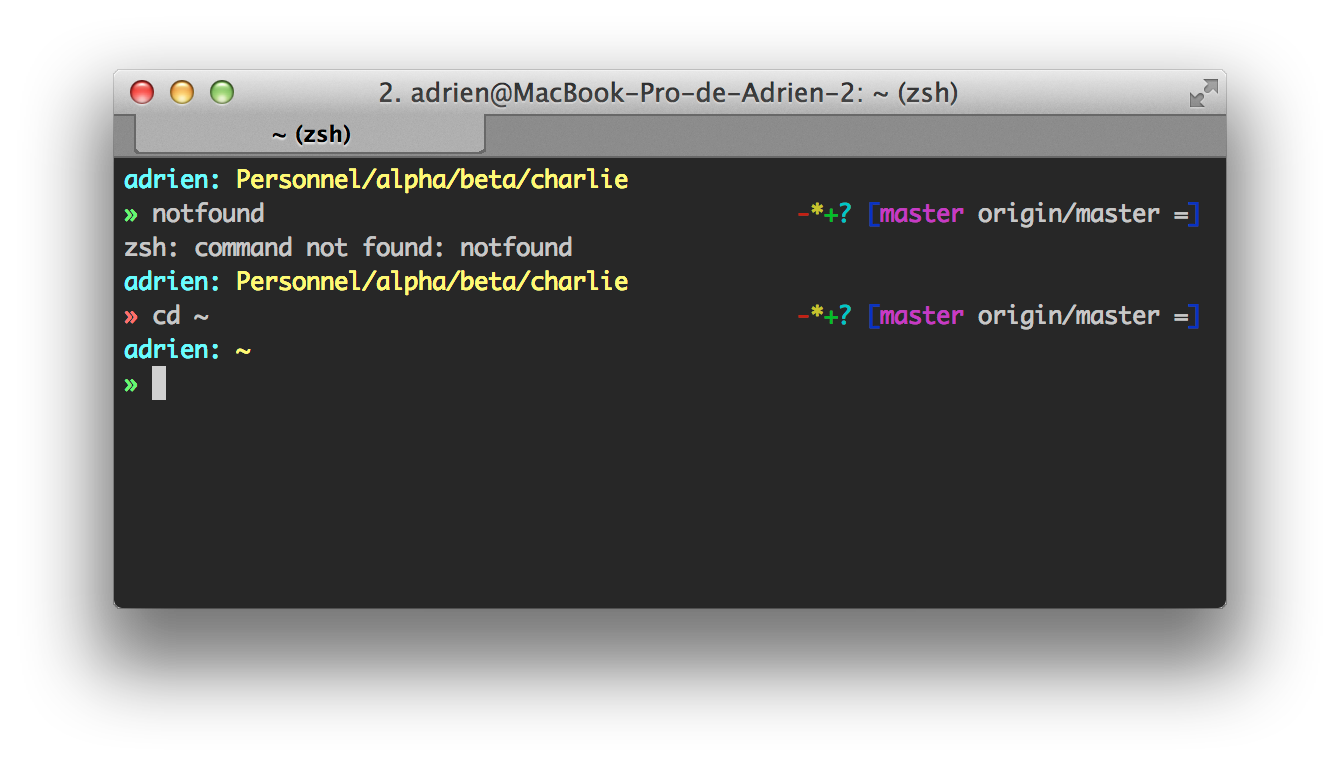 2. adrien@MacBook-Pro-de-Adrien-2: ~ (zsh)
~ (zsh)
adrien: Personnel/alpha/beta/charlie
» notfound -*+? [master origin/master =]
zsh: command not found: notfound
adrien: Personnel/alpha/beta/charlie
» cd ~ -*+? [master origin/master =]
adrien: ~
»